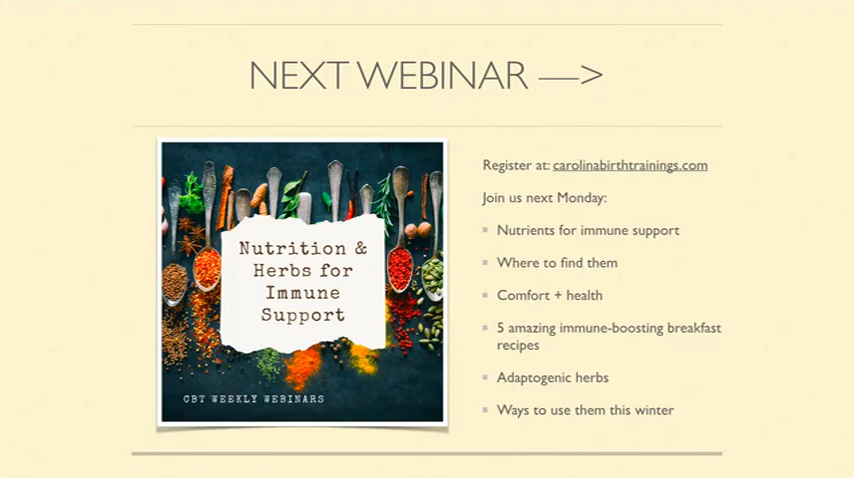 NEXT WEBINAR —>
Nutrition &
Herbs for
Immune
Support
CBT WEEKLY WEBINARS
Register at: carolinabirthtrainings.com
Join us next Monday:
Nutrients for immune support
Where to find them
Comfort + health
5 amazing immune-boosting breakfast
recipes
Adaptogenic herbs
Ways to use them this winter